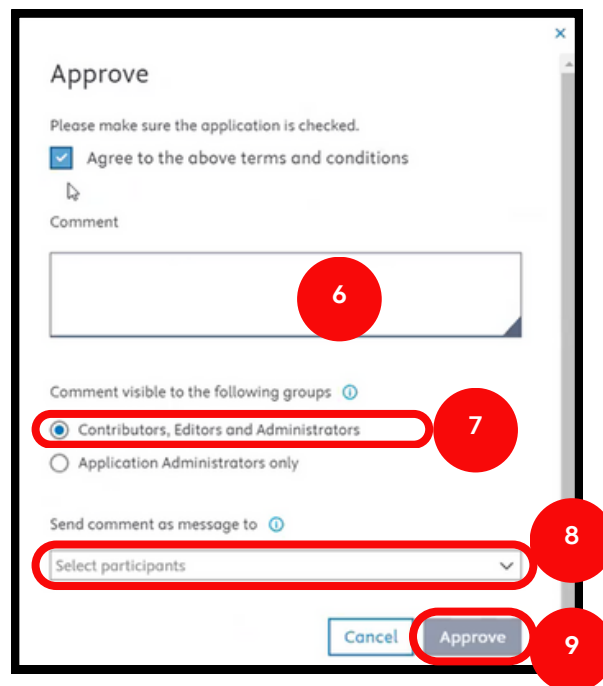 ×
Approve
Please make sure the application is checked.
Agree to the above terms and conditions
Comment
6
Comment visible to the following groups
7
Contributors, Editors and Administrators
Application Administrators only
Send comment as message to
8
Select participants
Cancel
Approve
9